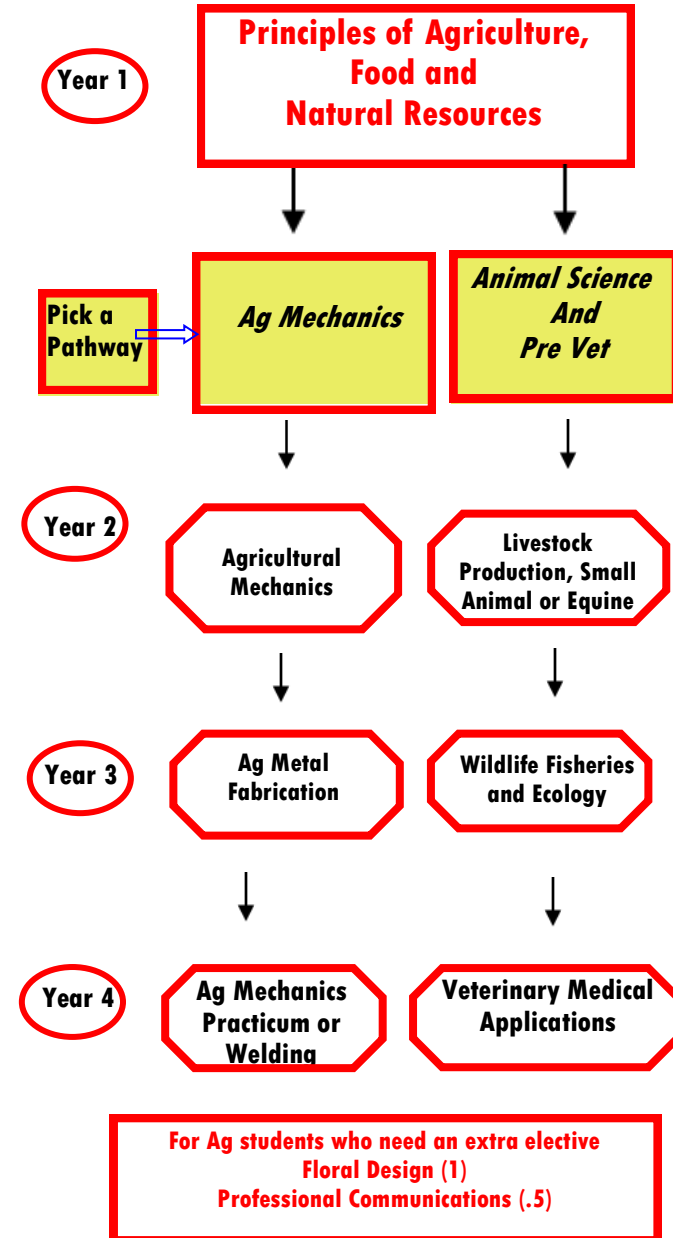 Year 1
Principles of Agriculture,
Food and
Natural Resources
Pick a
Pathway
Ag Mechanics
Animal Science
And
Pre Vet
Year 2
Agricultural
Mechanics
Livestock
Production, Small
Animal or Equine
Year 3
Ag Metal
Fabrication
Wildlife Fisheries
and Ecology
Year 4
Ag Mechanics
Practicum or
Welding
Veterinary Medical
Applications
For Ag students who need an extra elective
Floral Design (1)
Professional Communications (.5)